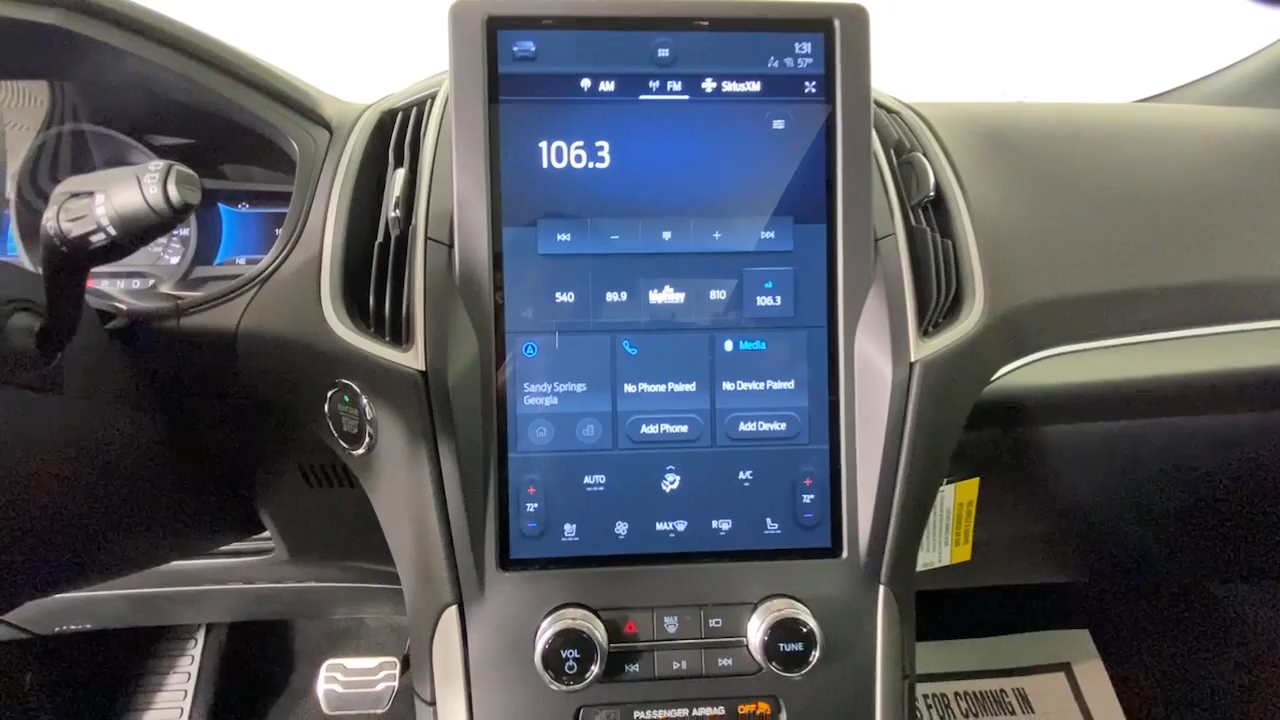 1:31
57°
AM FM SiriusXM
106.3
540 89.9 highway 810 106.3
Media
Sandy Springs
Georgia
No Phone Paired
No Device Paired
Add Phone
Add Device
AUTO
A/C
72°
72°
MAX
R
VOL
MAX
TUNE
PASSENGER AIRBAG OFF
FOR COMING IN
R N D S